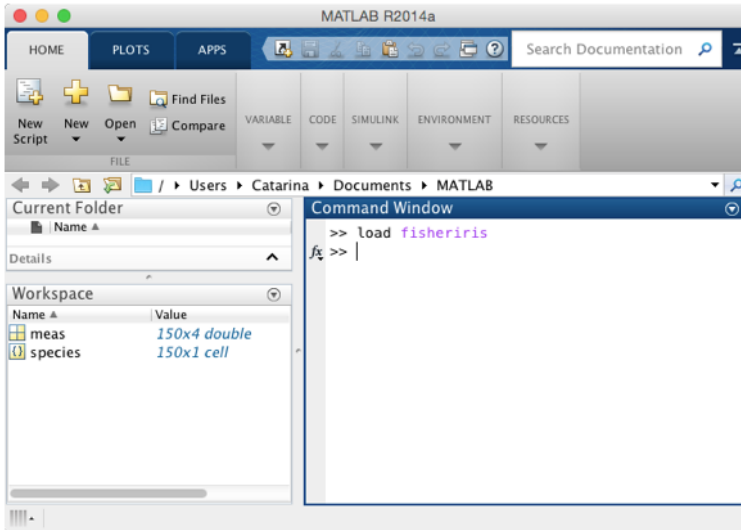 MATLAB R2014a
HOME PLOTS APPS Search Documentation
New Script New Open Find Files Compare VARIABLE CODE SIMULINK ENVIRONMENT RESOURCES
FILE
/ Users Catarina Documents MATLAB
Current Folder
Name
Details
Workspace
Name Value
meas 150x4 double
species 150x1 cell
Command Window
>> load fisheriris
fx >>